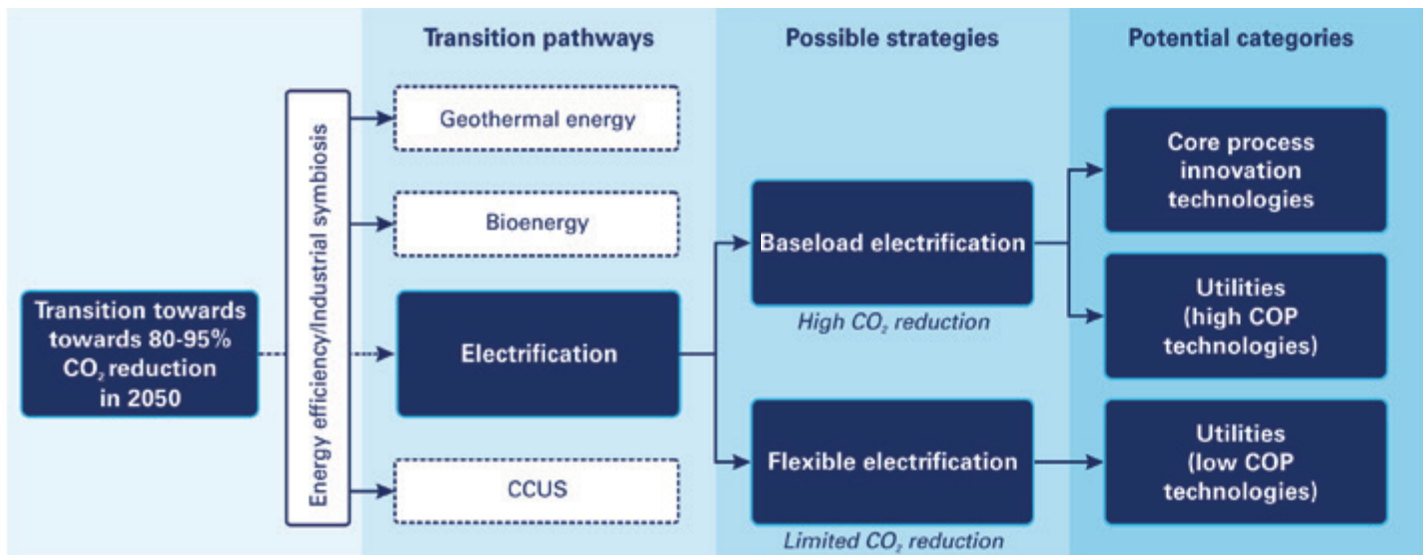 Transition pathways
Possible strategies
Potential categories
Transition towards
towards 80-95%
CO₂ reduction
in 2050
Energy efficiency/Industrial symbiosis
Geothermal energy
Bioenergy
Electrification
CCUS
Baseload electrification
High CO₂ reduction
Flexible electrification
Limited CO₂ reduction
Core process
innovation
technologies
Utilities
(high COP
technologies)
Utilities
(low COP
technologies)